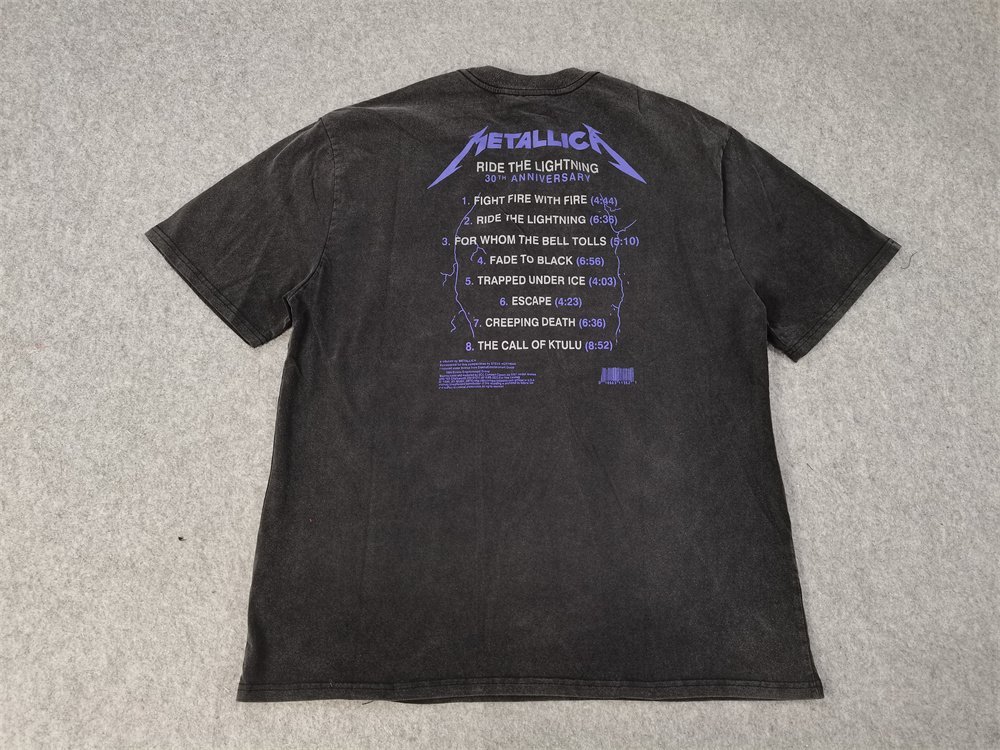 METALLICA
RIDE THE LIGHTNING
30TH ANNIVERSARY
1. FIGHT FIRE WITH FIRE (4:44)
2. RIDE THE LIGHTNING (6:36)
3. FOR WHOM THE BELL TOLLS (5:10)
4. FADE TO BLACK (6:56)
5. TRAPPED UNDER ICE (4:03)
6. ESCAPE (4:23)
7. CREEPING DEATH (6:36)
8. THE CALL OF KTULU (8:52)